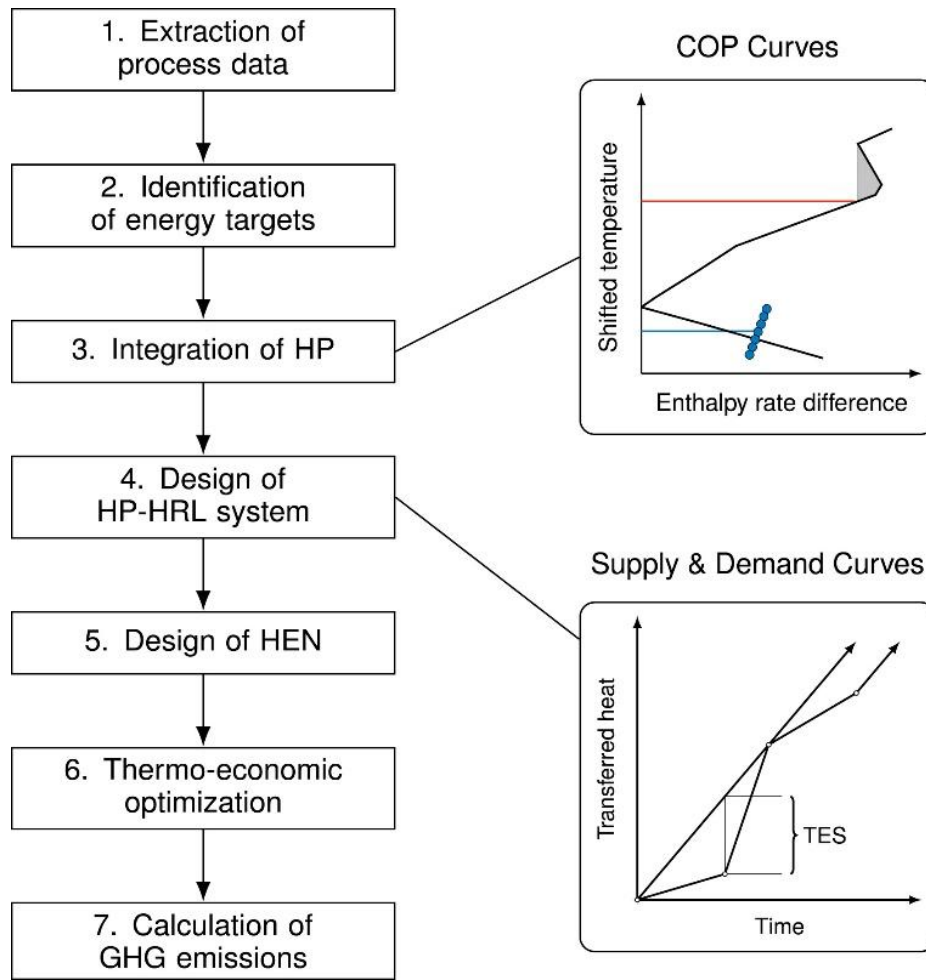 1. Extraction of
process data
2. Identification
of energy targets
3. Integration of HP
4. Design of
HP-HRL system
5. Design of HEN
6. Thermo-economic
optimization
7. Calculation of
GHG emissions
COP Curves
Shifted temperature
Enthalpy rate difference
Supply & Demand Curves
Transferred heat
TES
Time